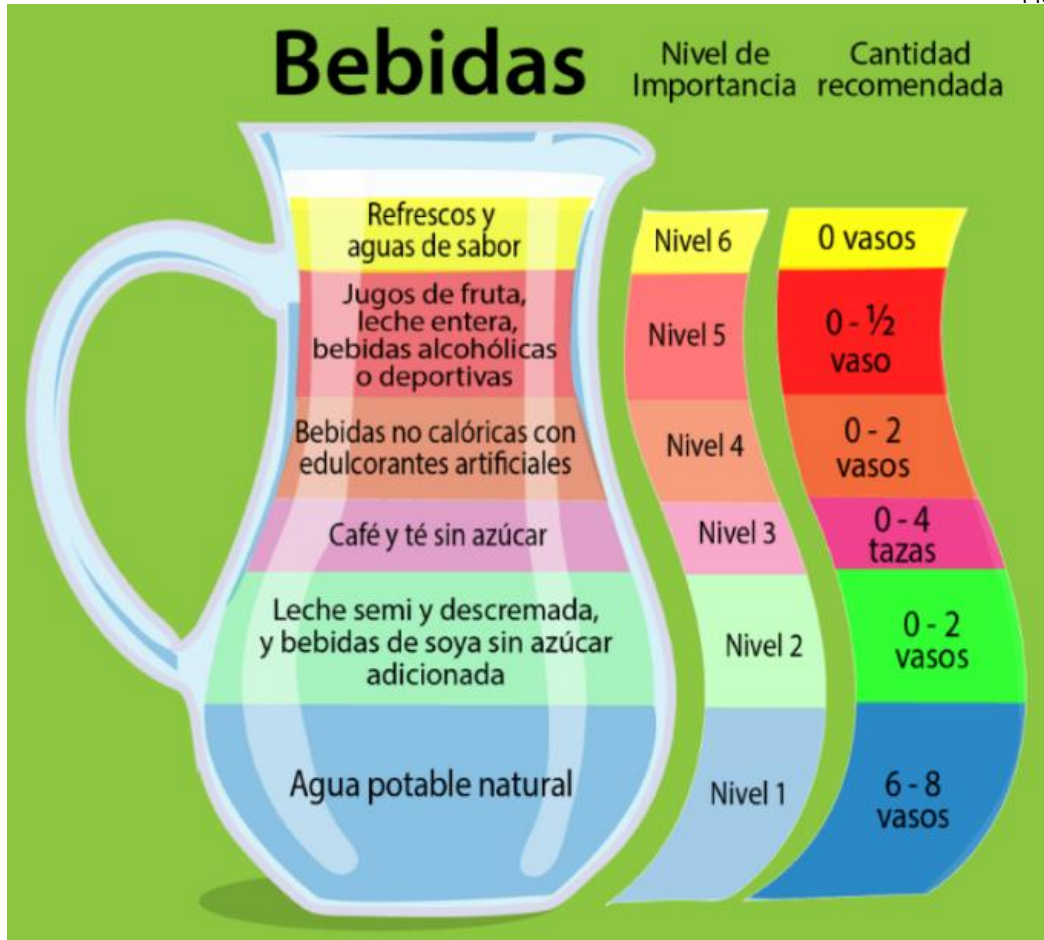 Bebidas
Nivel de
Importancia
Cantidad
recomendada
Refrescos y
aguas de sabor
Nivel 6
0 vasos
Jugos de fruta,
leche entera,
bebidas alcohólicas
o deportivas
Nivel 5
0 - ½
vaso
Bebidas no calóricas con
edulcorantes artificiales
Nivel 4
0 - 2
vasos
Café y té sin azúcar
Nivel 3
0 - 4
tazas
Leche semi y descremada,
y bebidas de soya sin azúcar
adicionada
Nivel 2
0 - 2
vasos
Agua potable natural
Nivel 1
6 - 8
vasos